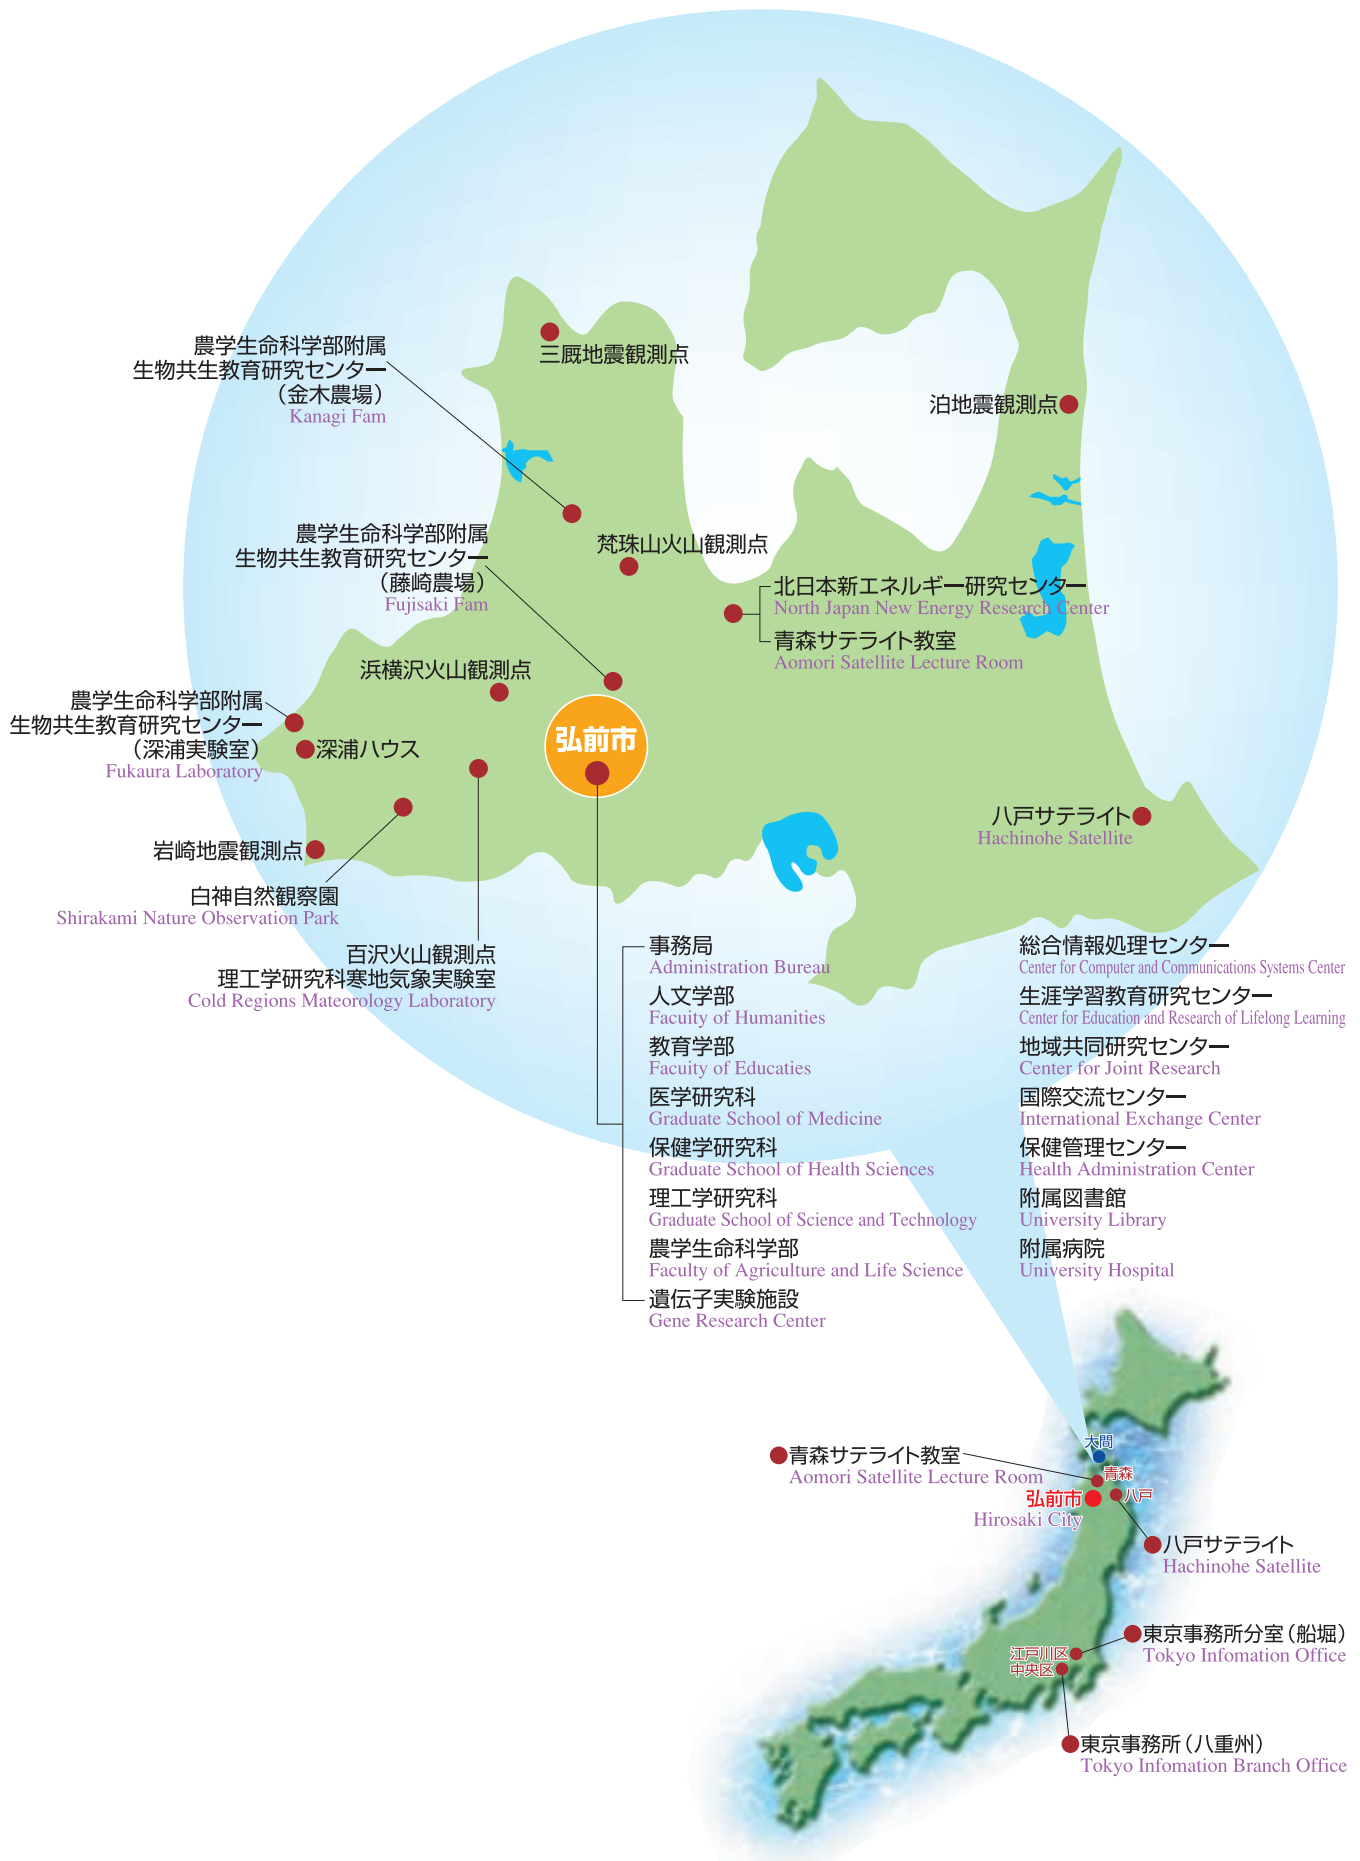 農学生命科学部附属
生物共生教育研究センター
（金木農場）
Kanagi Fam
三厩地震観測点
泊地震観測点
農学生命科学部附属
生物共生教育研究センター
（藤崎農場）
Fujisaki Fam
梵珠山火山観測点
北日本新エネルギー研究センター
North Japan New Energy Research Center
青森サテライト教室
Aomori Satellite Lecture Room
浜横沢火山観測点
農学生命科学部附属
生物共生教育研究センター
（深浦実験室）
Fukaura Laboratory
深浦ハウス
弘前市
八戸サテライト
Hachinohe Satellite
岩崎地震観測点
白神自然観察園
Shirakami Nature Observation Park
百沢火山観測点
理工学研究科寒地気象実験室
Cold Regions Mateorology Laboratory
事務局
Administration Bureau
人文学部
Facuity of Humanities
教育学部
Facuity of Educaties
医学研究科
Graduate School of Medicine
保健学研究科
Graduate School of Health Sciences
理工学研究科
Graduate School of Science and Technology
農学生命科学部
Faculty of Agriculture and Life Science
遺伝子実験施設
Gene Research Center
総合情報処理センター
Center for Computer and Communications Systems Center
生涯学習教育研究センター
Center for Education and Research of Lifelong Learning
地域共同研究センター
Center for Joint Research
国際交流センター
International Exchange Center
保健管理センター
Health Administration Center
附属図書館
University Library
附属病院
University Hospital
大間
青森サテライト教室
Aomori Satellite Lecture Room
青森
弘前市
Hirosaki City
八戸
八戸サテライト
Hachinohe Satellite
東京事務所分室（船堀）
Tokyo Infomation Office
江戸川区
中央区
東京事務所（八重州）
Tokyo Infomation Branch Office